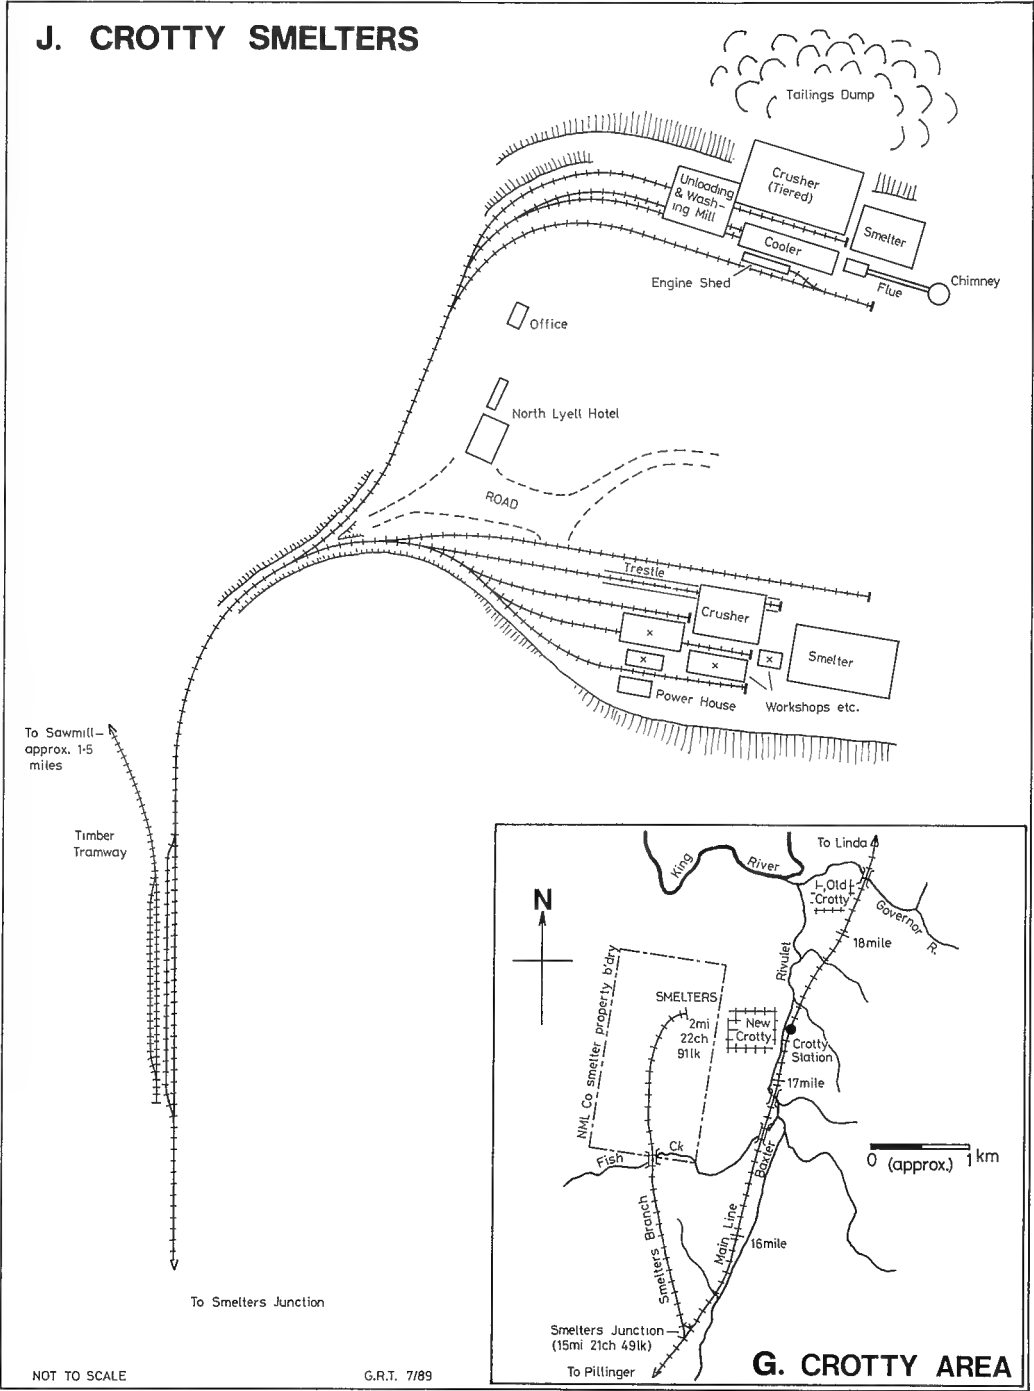 J. CROTTY SMELTERS
Tailings Dump
Crusher
(Tiered)
Unloading
& Wash-
ing Mill
Smelter
Cooler
Engine Shed
Flue
Chimney
Office
North Lyell Hotel
ROAD
Trestle
Crusher
Smelter
Power House
Workshops etc.
To Sawmill-
approx. 1·5
miles
Timber
Tramway
To Smelters Junction
NOT TO SCALE
G.R.T. 7/89
To Linda
King
River
Old
Crotty
Governor R.
N
18mile
Rivulet
NML Co smelter property b'dry
SMELTERS
2mi
22ch
91lk
New
Crotty
Crotty
Station
17mile
Fish
Ck
Baxter
0 (approx.) 1 km
Smelters Branch
Main Line
16mile
Smelters Junction
(15mi 21ch 49lk)
To Pillinger
G. CROTTY AREA